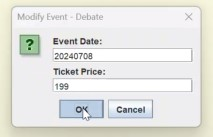 Modify Event - Debate
?
Event Date:
20240708
Ticket Price:
199
OK Cancel